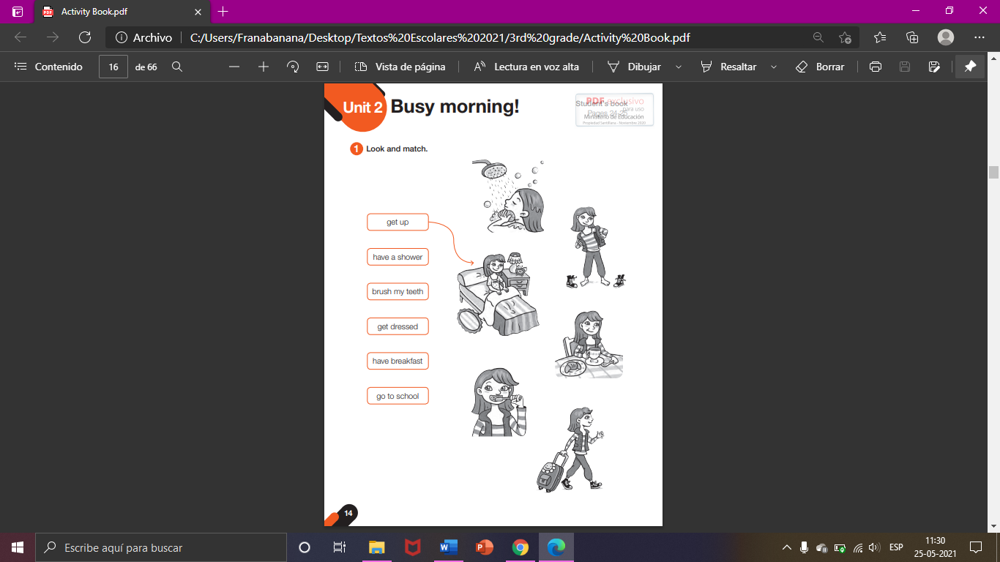 Activity Book.pdf
Archivo C:/Users/Franabanana/Desktop/Textos%20Escolares%202021/3rd%20grade/Activity%20Book.pdf
Contenido 16 de 66 Vista de página Lectura en voz alta Dibujar Resaltar Borrar
Unit 2 Busy morning!
PDF exclusivo
Student's book
para uso
Pages 24-25
Ministerio de Educación
Propiedad Santillana - Noviembre 2020
1 Look and match.
get up
have a shower
brush my teeth
get dressed
have breakfast
go to school
14
Escribe aquí para buscar
ESP
11:30
25-05-2021